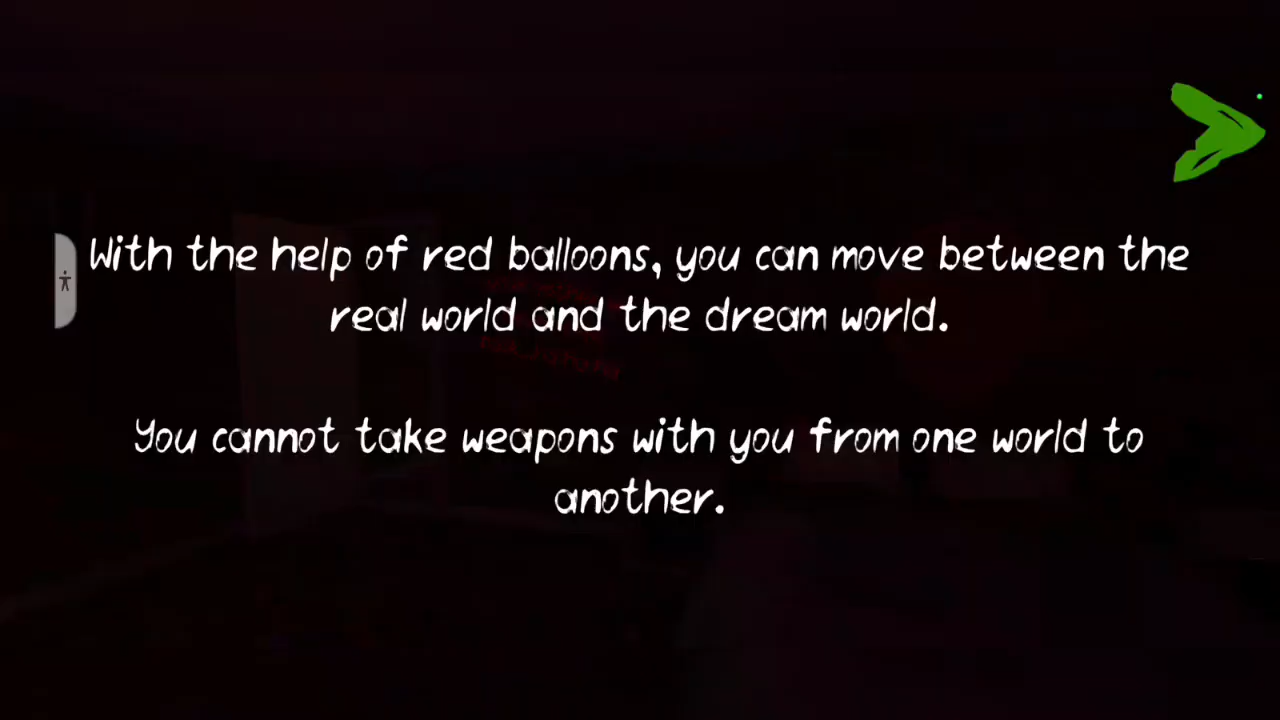 With the help of red balloons, you can move between the
real world and the dream world.
You cannot take weapons with you from one world to
another.